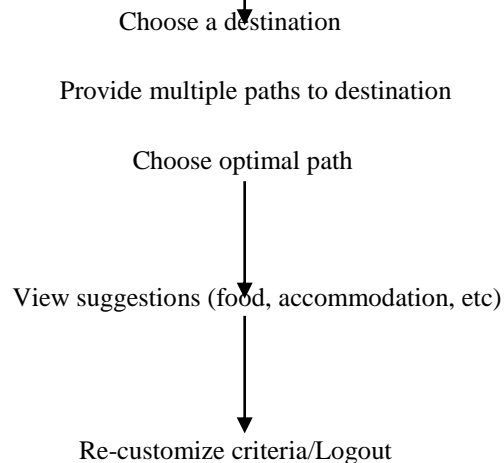 Choose a destination
Provide multiple paths to destination
Choose optimal path
View suggestions (food, accommodation, etc)
Re-customize criteria/Logout